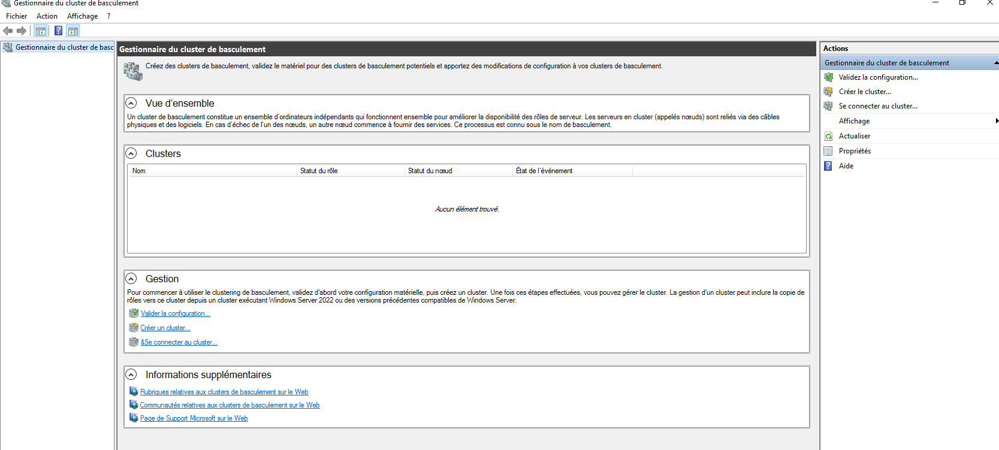 Gestionnaire du cluster de basculement
Fichier Action Affichage ?
Gestionnaire du cluster de basc
Gestionnaire du cluster de basculement
Créez des clusters de basculement, validez le matériel pour des clusters de basculement potentiels et apportez des modifications de configuration à vos clusters de basculement.
Vue d'ensemble
Un cluster de basculement constitue un ensemble d'ordinateurs indépendants qui fonctionnent ensemble pour améliorer la disponibilité des rôles de serveur. Les serveurs en cluster (appelés nœuds) sont reliés via des câbles
physiques et des logiciels. En cas d'échec de l'un des nœuds, un autre nœud commence à fournir des services. Ce processus est connu sous le nom de basculement.
Clusters
Nom Statut du rôle Statut du nœud État de l'événement
Aucun élément trouvé.
Gestion
Pour commencer à utiliser le clustering de basculement, validez d'abord votre configuration matérielle, puis créez un cluster. Une fois ces étapes effectuées, vous pouvez gérer le cluster. La gestion d'un cluster peut inclure la copie de
rôles vers ce cluster depuis un cluster exécutant Windows Server 2022 ou des versions précédentes compatibles de Windows Server.
Valider la configuration...
Créer un cluster...
&Se connecter au cluster...
Informations supplémentaires
Rubriques relatives aux clusters de basculement sur le Web
Communautés relatives aux clusters de basculement sur le Web
Page de Support Microsoft sur le Web
Actions
Gestionnaire du cluster de basculement
Validez la configuration...
Créer le cluster...
Se connecter au cluster...
Affichage
Actualiser
Propriétés
Aide